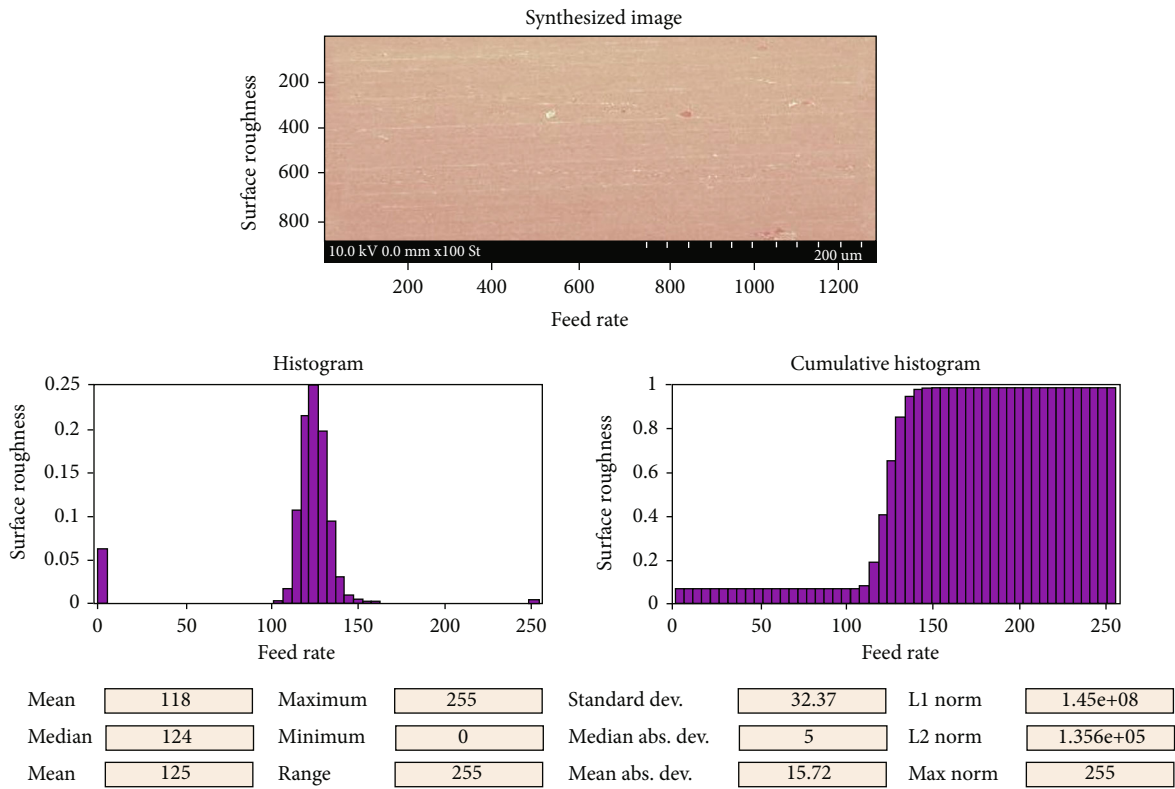 Synthesized image
Surface roughness
200
400
600
800
10.0 kV 0.0 mm x100 St
200 um
200 400 600 800 1000 1200
Feed rate
Histogram
Surface roughness
0.25
0.2
0.15
0.1
0.05
0
0 50 100 150 200 250
Feed rate
Cumulative histogram
Surface roughness
1
0.8
0.6
0.4
0.2
0
0 50 100 150 200 250
Feed rate
Mean 118 Maximum 255 Standard dev. 32.37 L1 norm 1.45e+08
Median 124 Minimum 0 Median abs. dev. 5 L2 norm 1.356e+05
Mean 125 Range 255 Mean abs. dev. 15.72 Max norm 255